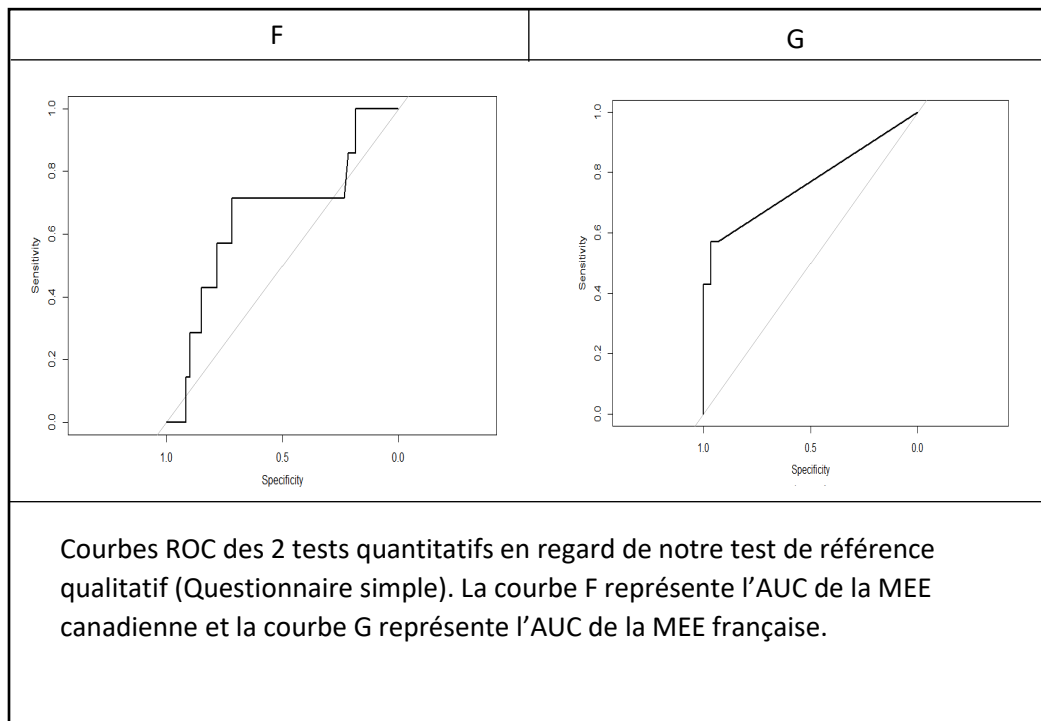 F
G
1.0
0.8
0.6
0.4
0.2
0.0
Sensitivity
1.0
0.5
0.0
Specificity
1.0
0.8
0.6
0.4
0.2
0.0
Sensitivity
1.0
0.5
0.0
Specificity
Courbes ROC des 2 tests quantitatifs en regard de notre test de référence
qualitatif (Questionnaire simple). La courbe F représente l’AUC de la MEE
canadienne et la courbe G représente l’AUC de la MEE française.